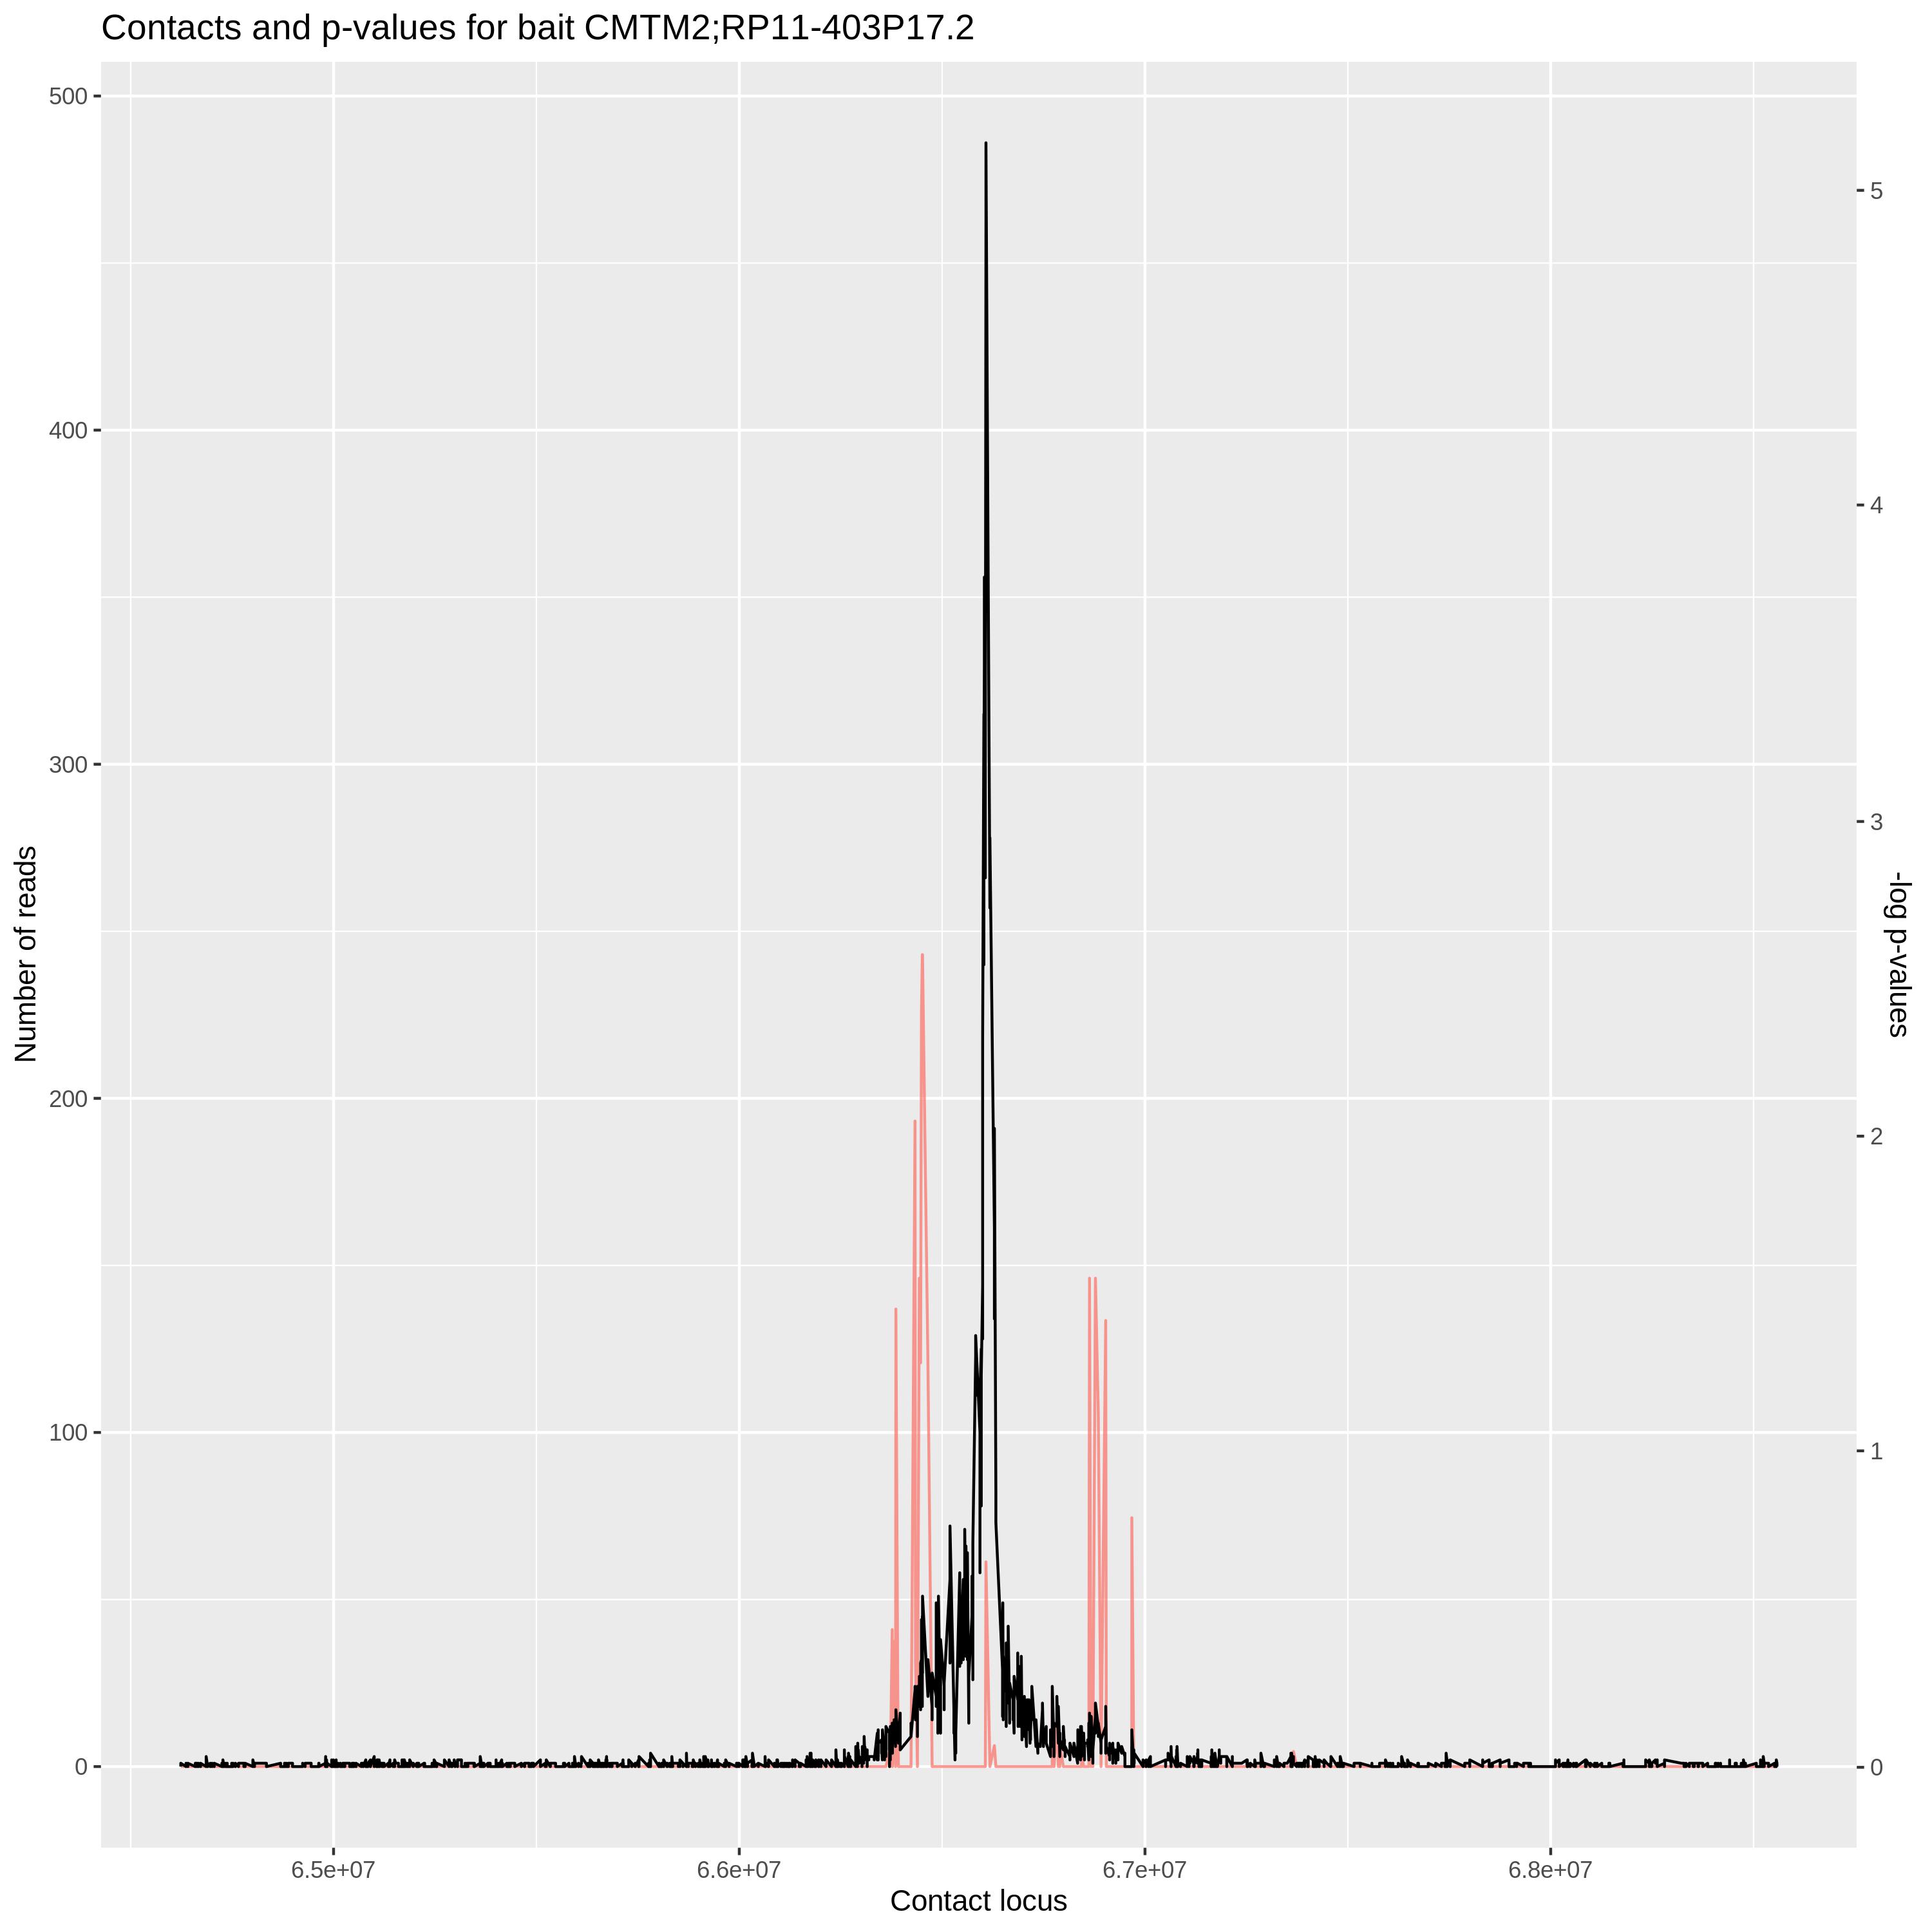 Contacts and p-values for bait CMTM2;RP11-403P17.2
500
400
300
200
100
0
Number of reads
5
4
3
2
1
0
-log p-values
6.5e+07
6.6e+07
6.7e+07
6.8e+07
Contact locus